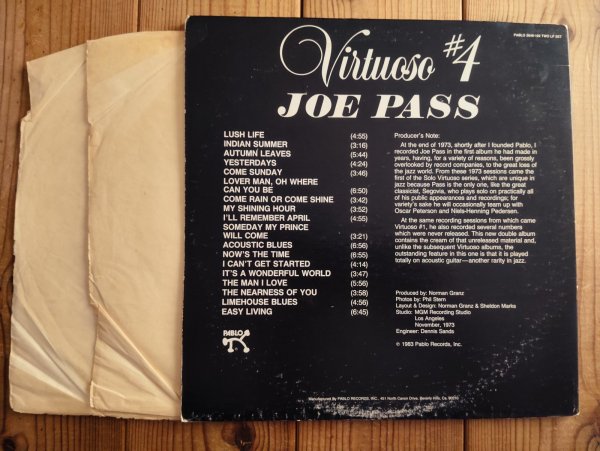 PABLO 2640-102 TWO LP SET
Virtuoso #4
JOE PASS
LUSH LIFE (4:55)
INDIAN SUMMER (3:16)
AUTUMN LEAVES (5:44)
YESTERDAYS (4:24)
COME SUNDAY (3:46)
LOVER MAN, OH WHERE
CAN YOU BE (6:50)
COME RAIN OR COME SHINE (3:42)
MY SHINING HOUR (3:52)
I'LL REMEMBER APRIL (4:55)
SOMEDAY MY PRINCE
WILL COME (3:21)
ACOUSTIC BLUES (6:56)
NOW'S THE TIME (6:55)
I CAN'T GET STARTED (4:14)
IT'S A WONDERFUL WORLD (3:47)
THE MAN I LOVE (5:56)
THE NEARNESS OF YOU (3:58)
LIMEHOUSE BLUES (4:56)
EASY LIVING (6:45)
Producer's Note:
At the end of 1973, shortly after I founded Pablo, I
recorded Joe Pass in the first album he had made in
years, having, for a variety of reasons, been grossly
overlooked by record companies, to the great loss of
the jazz world. From these 1973 sessions came the
first of the Solo Virtuoso series, which are unique in
jazz because Pass is the only one, like the great
classicist, Segovia, who plays solo on practically all
of his public appearances and recordings; for
variety's sake he will occasionally team up with
Oscar Peterson and Niels-Henning Pedersen.
At the same recording sessions from which came
Virtuoso #1, he also recorded several numbers
which were never released. This new double album
contains the cream of that unreleased material and,
unlike the subsequent Virtuoso albums, the
outstanding feature in this one is that it is played
totally on acoustic guitar—another rarity in jazz.
Produced by: Norman Granz
Photos by: Phil Stern
Layout & Design: Norman Granz & Sheldon Marks
Studio: MGM Recording Studio
Los Angeles
November, 1973
Engineer: Dennis Sands
© 1983 Pablo Records, Inc.
PABLO
Manufactured By PABLO RECORDS, INC., 451 North Canon Drive, Beverly Hills, Ca. 90210